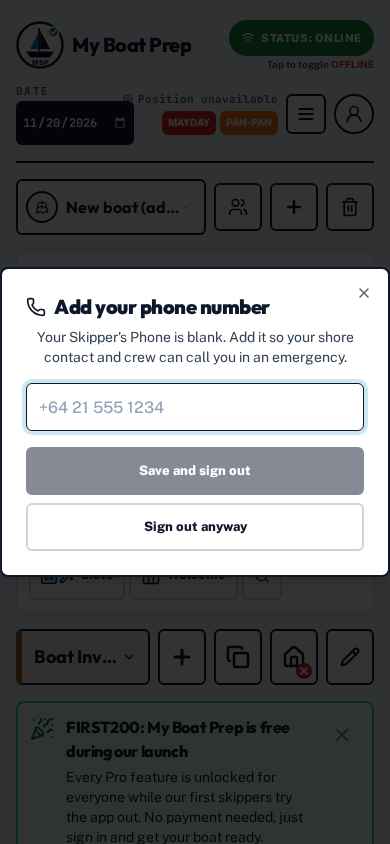 MBP
My Boat Prep
STATUS: ONLINE
Tap to toggle OFFLINE
DATE
Position unavailable
11/20/2026
MAYDAY
PAN-PAN
New boat (ad...
Add your phone number
Your Skipper's Phone is blank. Add it so your shore
contact and crew can call you in an emergency.
+64 21 555 1234
Save and sign out
Sign out anyway
Boat Inv...
FIRST200: My Boat Prep is free
during our launch
Every Pro feature is unlocked for
everyone while our first skippers try
the app out. No payment needed, just
sign in and get your boat ready.